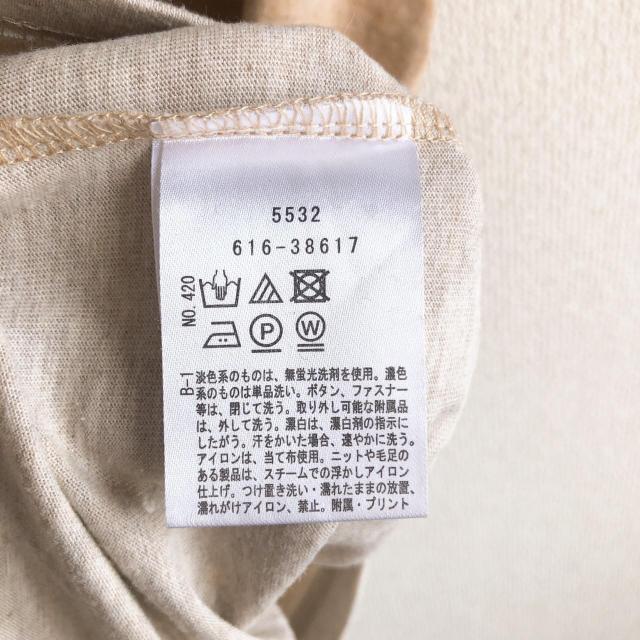 5532
616-38617
NO.420
P
W
B-1
淡色系のものは、無蛍光洗剤を使用。濃色
系のものは単品洗い。ボタン、ファスナー
等は、閉じて洗う。取り外し可能な附属品
は、外して洗う。漂白は、漂白剤の指示に
したがう。汗をかいた場合、速やかに洗う。
アイロンは、当て布使用。ニットや毛足の
ある製品は、スチームでの浮かしアイロン
仕上げ。つけ置き洗い・濡れたままの放置、
濡れがけアイロン、禁止。附属・プリント